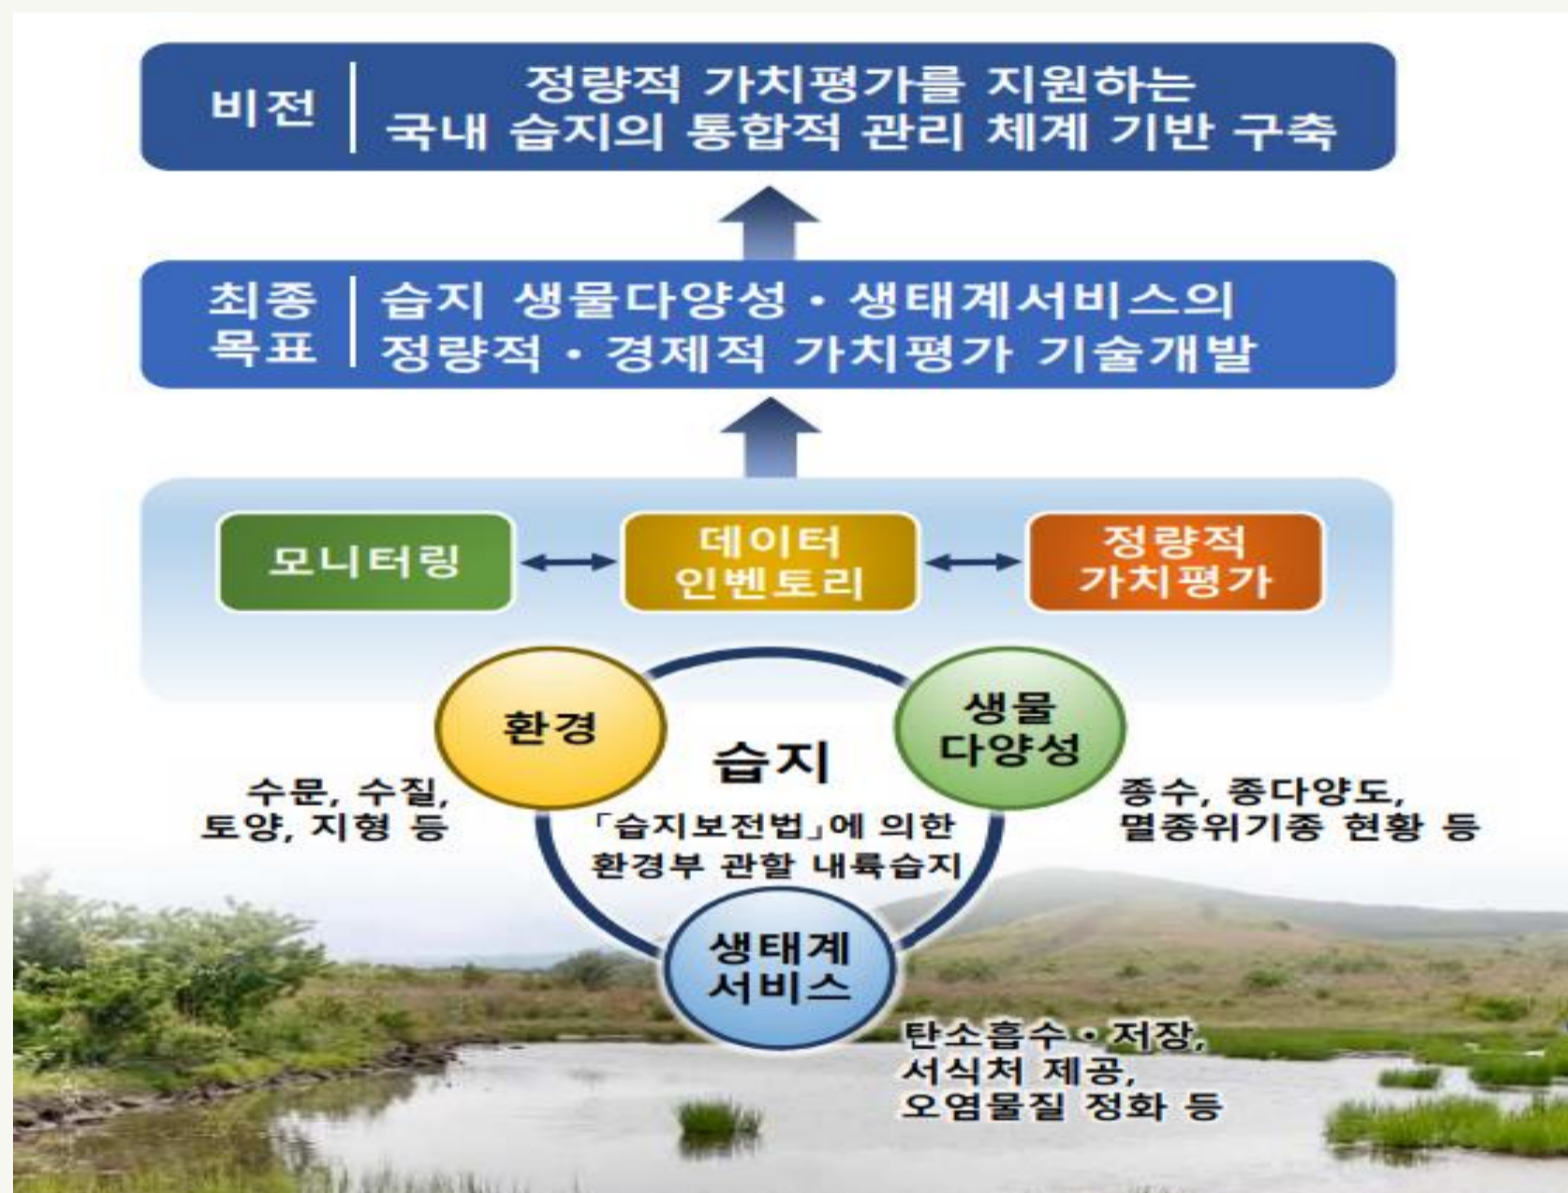 비전
정량적 가치평가를 지원하는
국내 습지의 통합적 관리 체계 기반 구축
최종
목표
습지 생물다양성・생태계서비스의
정량적・경제적 가치평가 기술개발
모니터링
데이터
인벤토리
정량적
가치평가
환경
생물
다양성
습지
「습지보전법」에 의한
환경부 관할 내륙습지
수문, 수질,
토양, 지형 등
종수, 종다양도,
멸종위기종 현황 등
생태계
서비스
탄소흡수・저장,
서식처 제공,
오염물질 정화 등